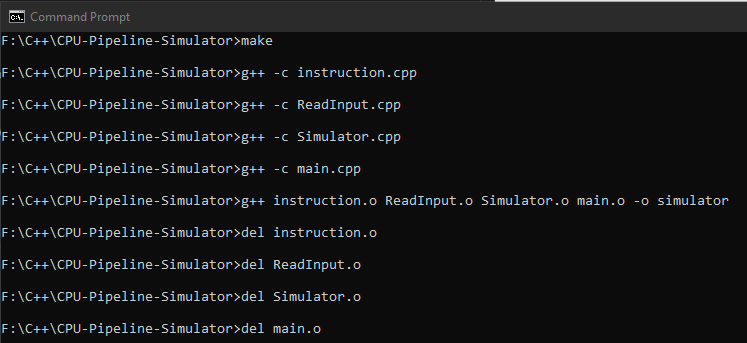 Command Prompt
F:\C++\CPU-Pipeline-Simulator>make
F:\C++\CPU-Pipeline-Simulator>g++ -c instruction.cpp
F:\C++\CPU-Pipeline-Simulator>g++ -c ReadInput.cpp
F:\C++\CPU-Pipeline-Simulator>g++ -c Simulator.cpp
F:\C++\CPU-Pipeline-Simulator>g++ -c main.cpp
F:\C++\CPU-Pipeline-Simulator>g++ instruction.o ReadInput.o Simulator.o main.o -o simulator
F:\C++\CPU-Pipeline-Simulator>del instruction.o
F:\C++\CPU-Pipeline-Simulator>del ReadInput.o
F:\C++\CPU-Pipeline-Simulator>del Simulator.o
F:\C++\CPU-Pipeline-Simulator>del main.o